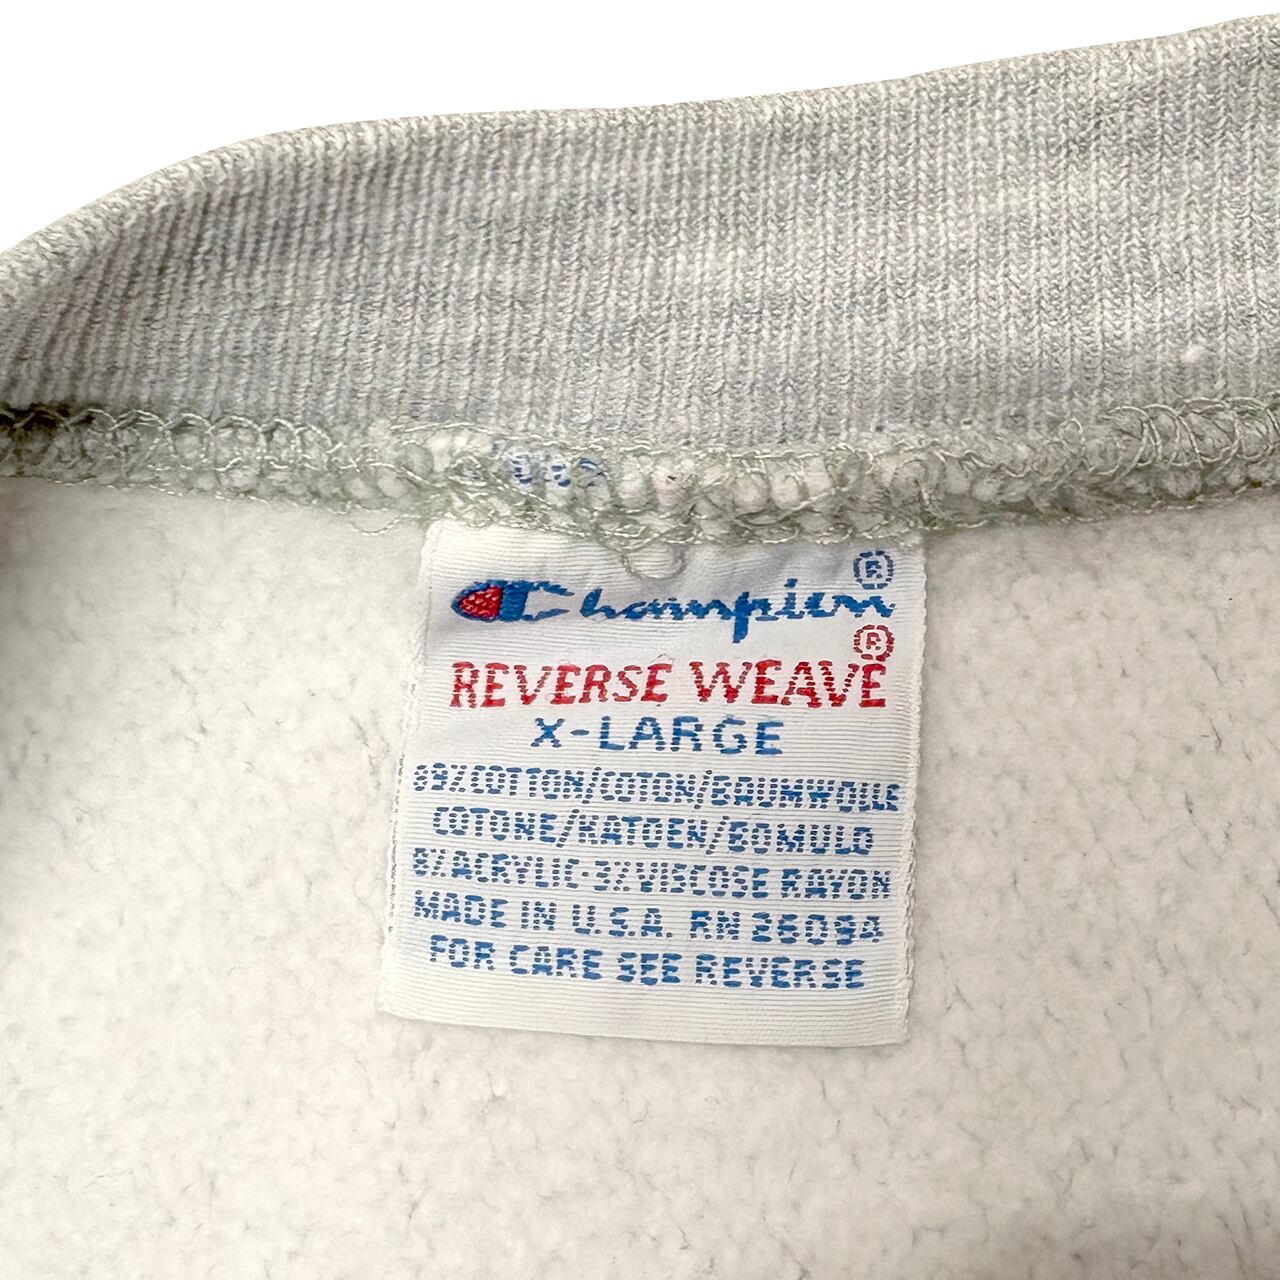 Champion®
REVERSE WEAVE®
X-LARGE
89% COTTON/COTON/BAUMWOLLE
COTONE/KATOEN/BOMULD
8% ACRYLIC-3% VISCOSE RAYON
MADE IN U.S.A. RN 26094
FOR CARE SEE REVERSE